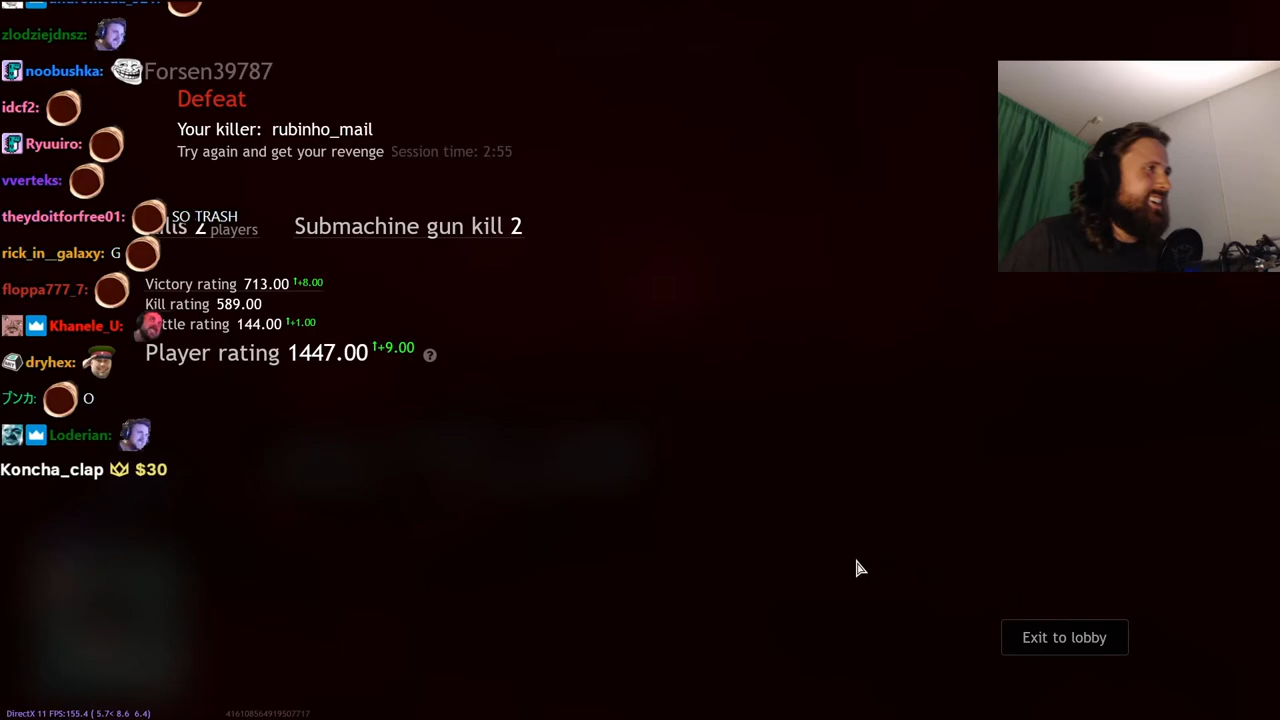 zlodziejdnsz:
noobushka:
Forsen39787
idcf2:
Defeat
Your killer: rubinho_mail
Ryuuiro:
Try again and get your revenge Session time: 2:55
vverteks:
theydoitforfree01: SO TRASH
2 players Submachine gun kill 2
rick_in__galaxy: G
floppa777_7:
Victory rating 713.00 +8.00
Kill rating 589.00
Khanele_U:
144.00 +1.00
Player rating 1447.00 +9.00 ?
dryhex:
ブンカ: O
Loderian:
Koncha_clap $30
Exit to lobby
DirectX 11 FPS:155.4 ( 5.7< 8.6 6.4)
416108564919507717